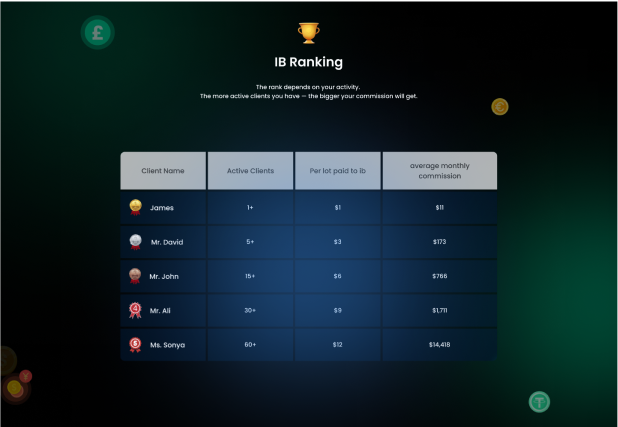 £
IB Ranking
The rank depends on your activity.
The more active clients you have — the bigger your commission will get.
Client Name
Active Clients
Per lot paid to ib
average monthly
commission
James
1+
$1
$11
Mr. David
5+
$3
$173
Mr. John
15+
$6
$766
4
Mr. Ali
30+
$9
$1,711
5
Ms. Sonya
60+
$12
$14,418